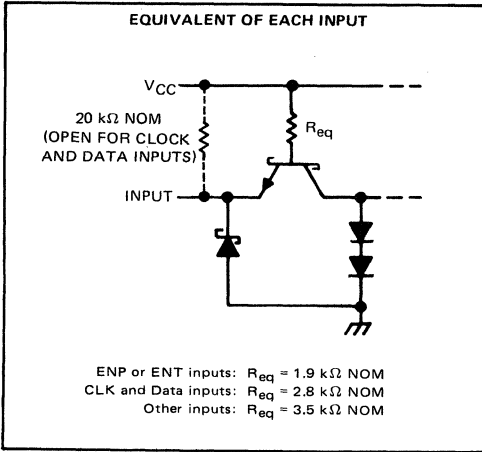 EQUIVALENT OF EACH INPUT
VCC
20 kΩ NOM
(OPEN FOR CLOCK
AND DATA INPUTS)
Req
INPUT
ENP or ENT inputs: Req = 1.9 kΩ NOM
CLK and Data inputs: Req = 2.8 kΩ NOM
Other inputs: Req = 3.5 kΩ NOM